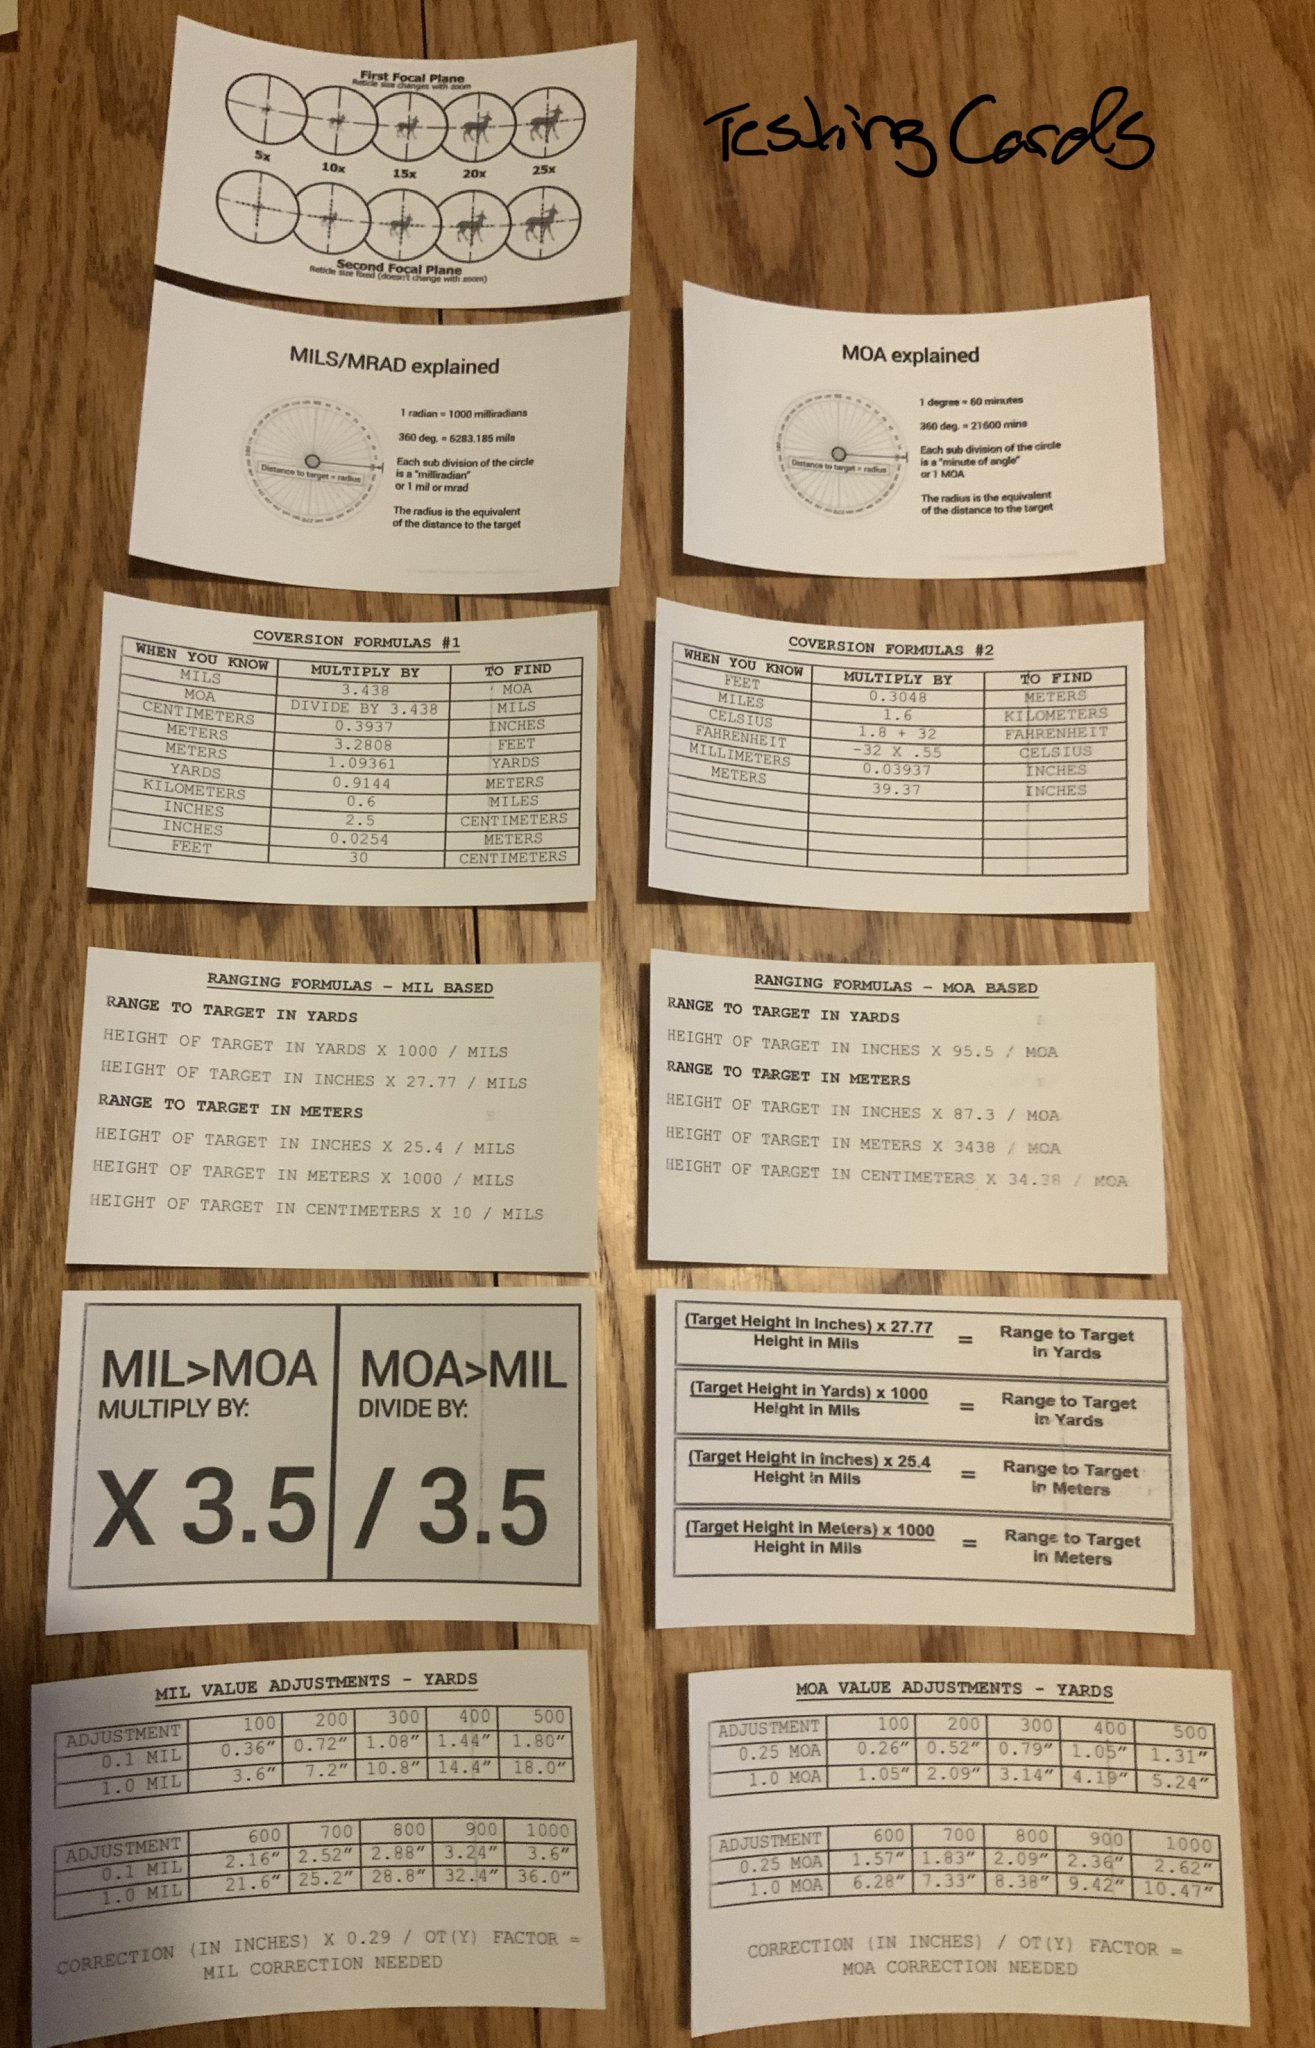 Testing Cards
First Focal Plane
Reticle size changes with zoom
5x 10x 15x 20x 25x
Second Focal Plane
Reticle size fixed (doesn't change with zoom)
MILS/MRAD explained
1 radian = 1000 milliradians
360 deg. = 6283.185 mils
Each sub division of the circle
is a "milliradian"
or 1 mil or mrad
The radius is the equivalent
of the distance to the target
Distance to target = radius
MOA explained
1 degree = 60 minutes
360 deg. = 21600 mins
Each sub division of the circle
is a "minute of angle"
or 1 MOA
The radius is the equivalent
of the distance to the target
Distance to target = radius
COVERSION FORMULAS #1
WHEN YOU KNOW MULTIPLY BY TO FIND
MILS 3.438 MOA
MOA DIVIDE BY 3.438 MILS
CENTIMETERS 0.3937 INCHES
METERS 3.2808 FEET
METERS 1.09361 YARDS
YARDS 0.9144 METERS
KILOMETERS 0.6 MILES
INCHES 2.5 CENTIMETERS
INCHES 0.0254 METERS
FEET 30 CENTIMETERS
COVERSION FORMULAS #2
WHEN YOU KNOW MULTIPLY BY TO FIND
FEET 0.3048 METERS
MILES 1.6 KILOMETERS
CELSIUS 1.8 + 32 FAHRENHEIT
FAHRENHEIT -32 X .55 CELSIUS
MILLIMETERS 0.03937 INCHES
METERS 39.37 INCHES
RANGING FORMULAS - MIL BASED
RANGE TO TARGET IN YARDS
HEIGHT OF TARGET IN YARDS X 1000 / MILS
HEIGHT OF TARGET IN INCHES X 27.77 / MILS
RANGE TO TARGET IN METERS
HEIGHT OF TARGET IN INCHES X 25.4 / MILS
HEIGHT OF TARGET IN METERS X 1000 / MILS
HEIGHT OF TARGET IN CENTIMETERS X 10 / MILS
RANGING FORMULAS - MOA BASED
RANGE TO TARGET IN YARDS
HEIGHT OF TARGET IN INCHES X 95.5 / MOA
RANGE TO TARGET IN METERS
HEIGHT OF TARGET IN INCHES X 87.3 / MOA
HEIGHT OF TARGET IN METERS X 3438 / MOA
HEIGHT OF TARGET IN CENTIMETERS X 34.38 / MOA
MIL>MOA
MULTIPLY BY:
X 3.5
MOA>MIL
DIVIDE BY:
/ 3.5
(Target Height in Inches) x 27.77
Height in Mils
= Range to Target
in Yards
(Target Height in Yards) x 1000
Height in Mils
= Range to Target
in Yards
(Target Height in Inches) x 25.4
Height in Mils
= Range to Target
in Meters
(Target Height in Meters) x 1000
Height in Mils
= Range to Target
in Meters
MIL VALUE ADJUSTMENTS - YARDS
ADJUSTMENT 100 200 300 400 500
0.1 MIL 0.36" 0.72" 1.08" 1.44" 1.80"
1.0 MIL 3.6" 7.2" 10.8" 14.4" 18.0"
ADJUSTMENT 600 700 800 900 1000
0.1 MIL 2.16" 2.52" 2.88" 3.24" 3.6"
1.0 MIL 21.6" 25.2" 28.8" 32.4" 36.0"
CORRECTION (IN INCHES) X 0.29 / OT(Y) FACTOR =
MIL CORRECTION NEEDED
MOA VALUE ADJUSTMENTS - YARDS
ADJUSTMENT 100 200 300 400 500
0.25 MOA 0.26" 0.52" 0.79" 1.05" 1.31"
1.0 MOA 1.05" 2.09" 3.14" 4.19" 5.24"
ADJUSTMENT 600 700 800 900 1000
0.25 MOA 1.57" 1.83" 2.09" 2.36" 2.62"
1.0 MOA 6.28" 7.33" 8.38" 9.42" 10.47"
CORRECTION (IN INCHES) / OT(Y) FACTOR =
MOA CORRECTION NEEDED